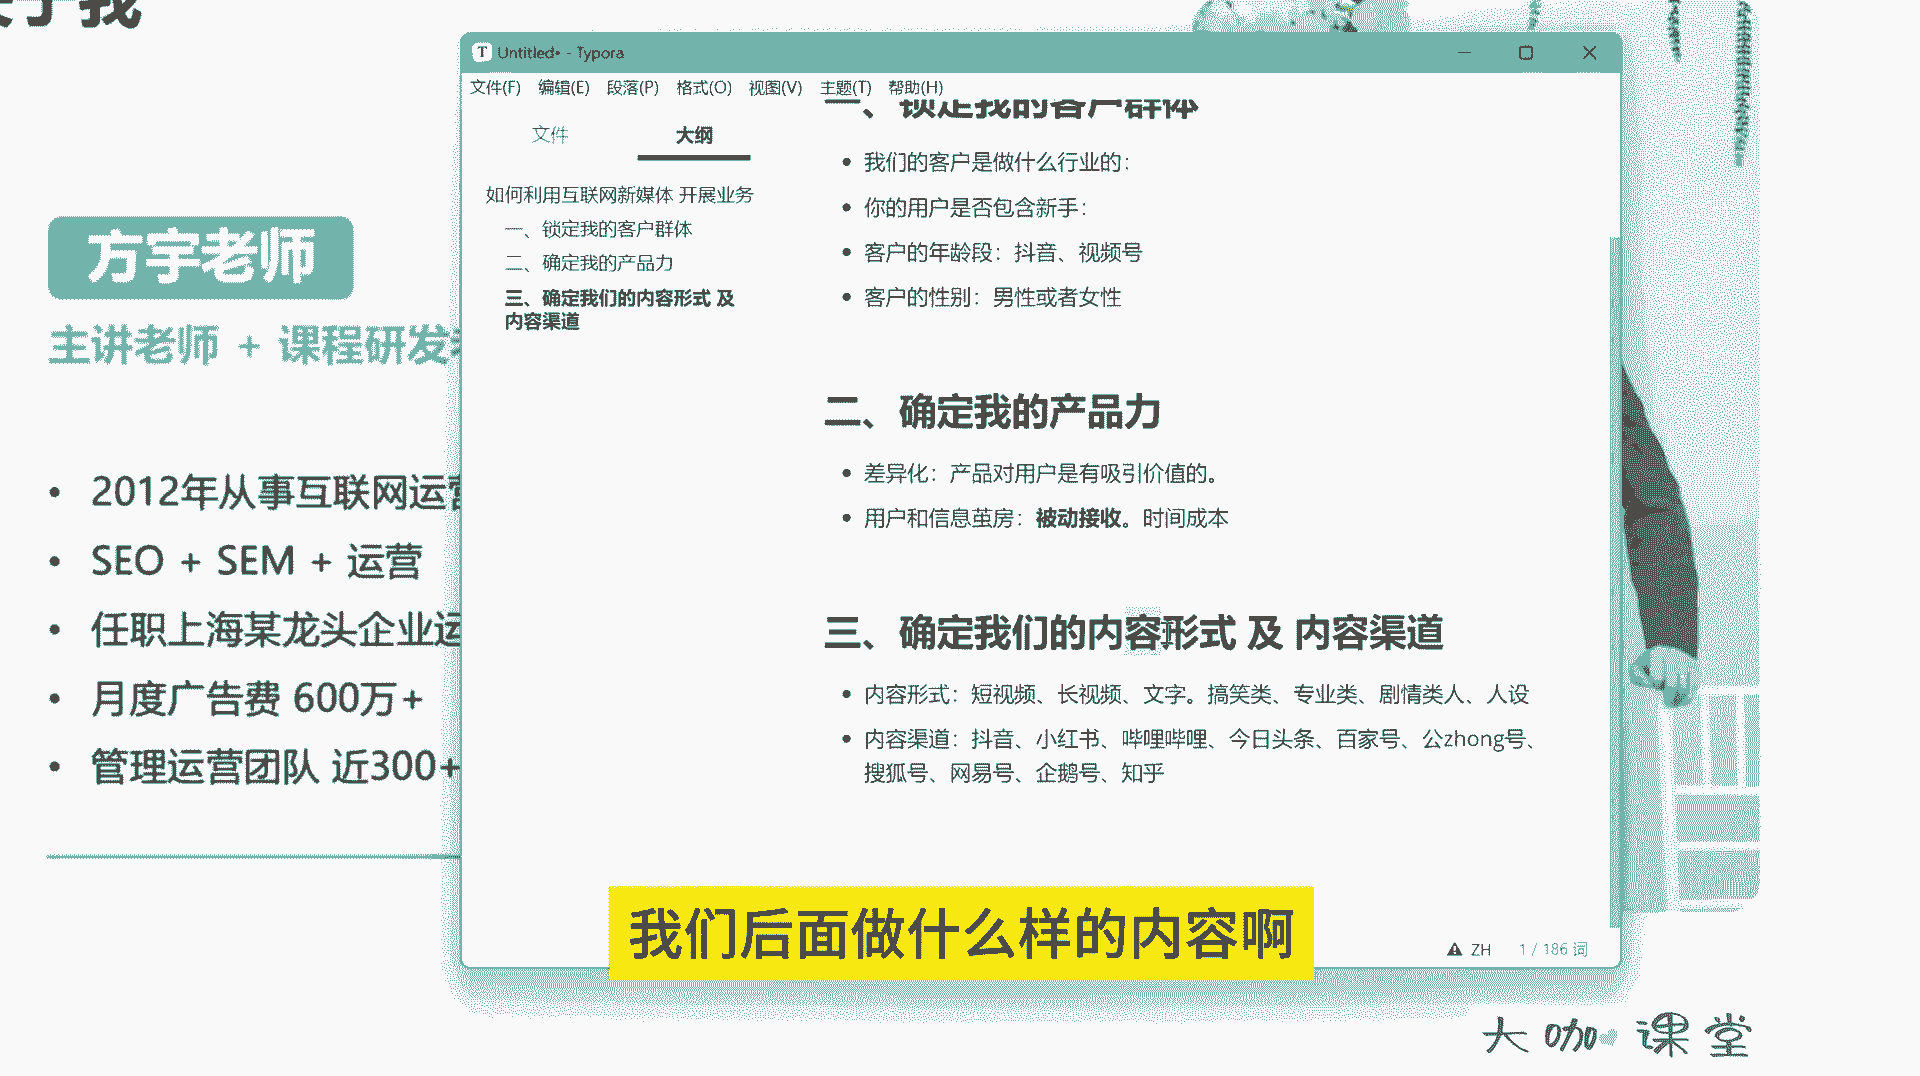 关于我
方宇老师
主讲老师 + 课程研发
2012年从事互联网运营
SEO + SEM + 运营
任职上海某龙头企业运
月度广告费 600万+
管理运营团队 近300+
Untitled• - Typora
文件(F) 编辑(E) 段落(P) 格式(O) 视图(V) 主题(T) 帮助(H)
文件 大纲
如何利用互联网新媒体 开展业务
一、锁定我的客户群体
二、确定我的产品力
三、确定我们的内容形式 及
内容渠道
一、锁定我的客户群体
我们的客户是做什么行业的：
你的用户是否包含新手：
客户的年龄段：抖音、视频号
客户的性别：男性或者女性
二、确定我的产品力
差异化：产品对用户是有吸引价值的。
用户和信息茧房：被动接收。时间成本
三、确定我们的内容形式 及 内容渠道
内容形式：短视频、长视频、文字。搞笑类、专业类、剧情类人、人设
内容渠道：抖音、小红书、哔哩哔哩、今日头条、百家号、公zhong号、
搜狐号、网易号、企鹅号、知乎
ZH 1 / 186 词
我们后面做什么样的内容啊
大咖课堂